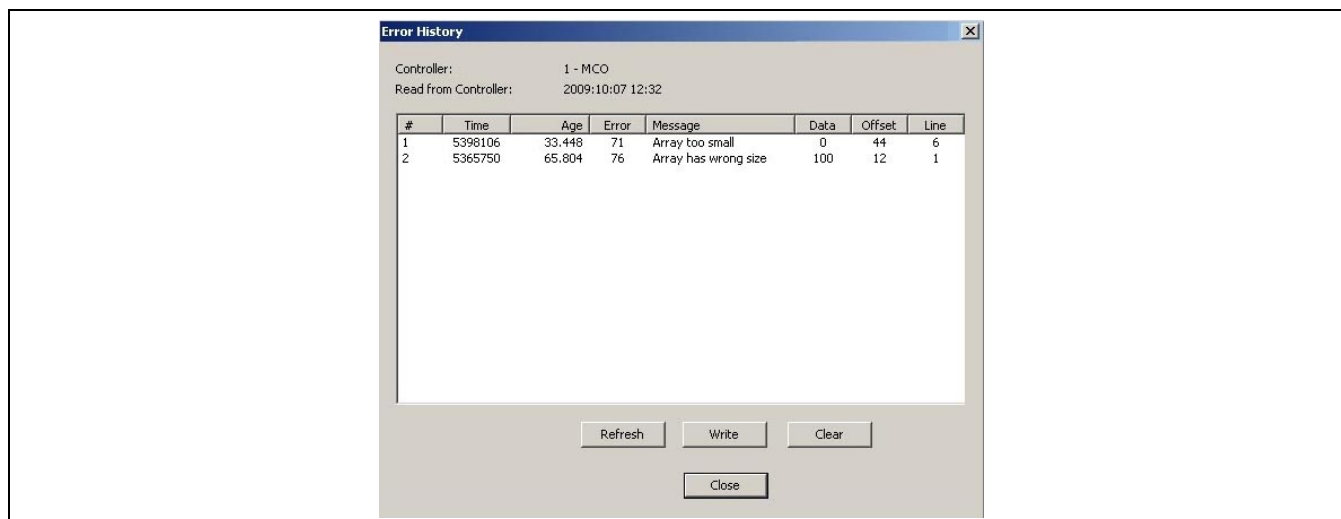 Error History
Controller: 1 - MCO
Read from Controller: 2009:10:07 12:32
# Time Age Error Message Data Offset Line
1 5398106 33.448 71 Array too small 0 44 6
2 5365750 65.804 76 Array has wrong size 100 12 1
Refresh Write Clear
Close